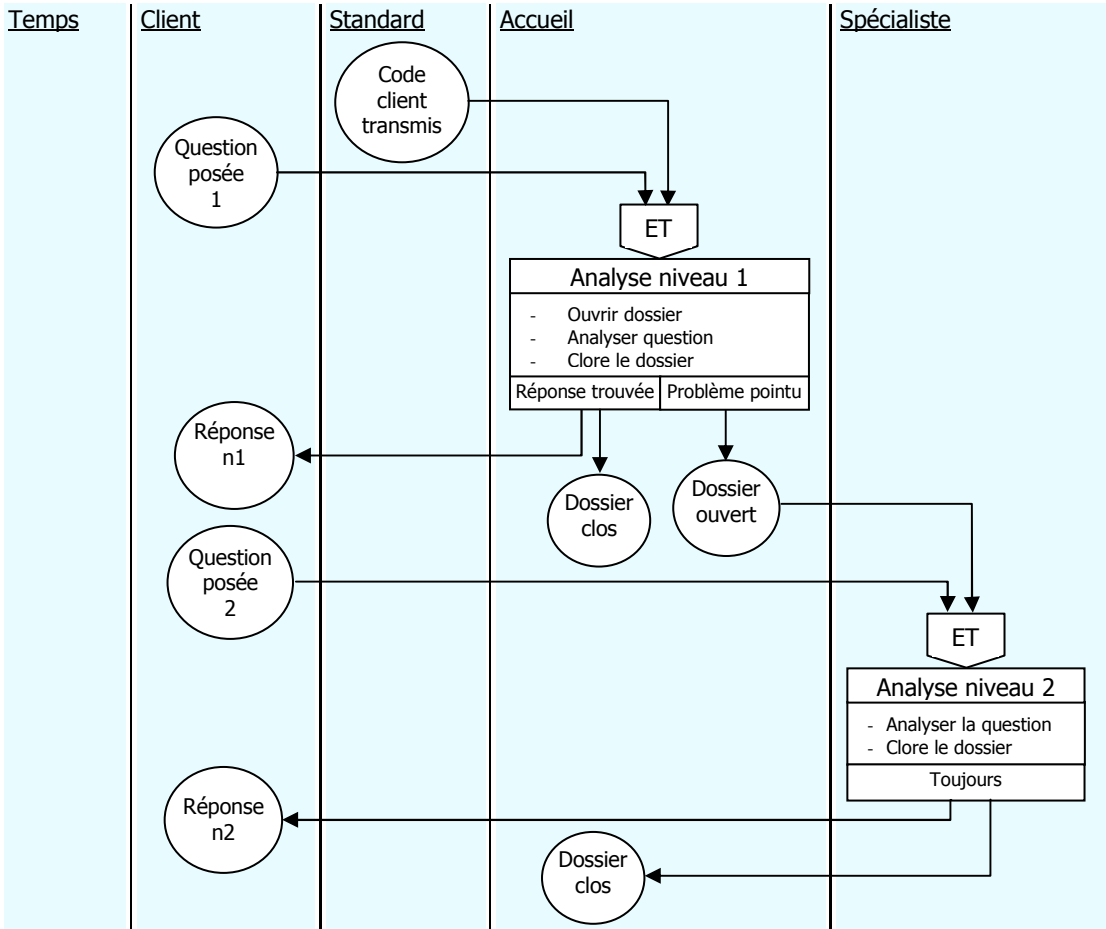 Temps
Client
Standard
Accueil
Spécialiste
Code
client
transmis
Question
posée
1
ET
Analyse niveau 1
- Ouvrir dossier
- Analyser question
- Clore le dossier
Réponse trouvée
Problème pointu
Réponse
n1
Dossier
clos
Dossier
ouvert
Question
posée
2
ET
Analyse niveau 2
- Analyser la question
- Clore le dossier
Toujours
Réponse
n2
Dossier
clos